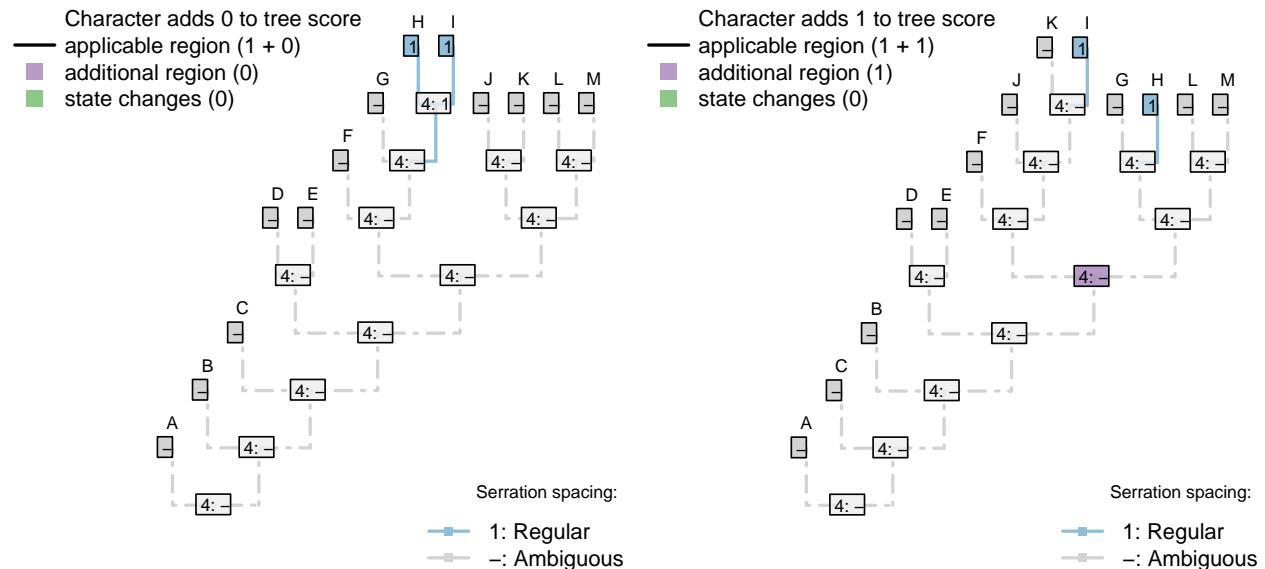 Character adds 0 to tree score
applicable region (1 + 0)
additional region (0)
state changes (0)
H I
1 1
G 4: 1 J K L M
– – – – –
F
– 4: – 4: – 4: –
D E
– – 4: – 4: –
4: – 4: –
C
– 4: –
B
– 4: –
A
– 4: –
4: –
Serration spacing:
1: Regular
–: Ambiguous
Character adds 1 to tree score
applicable region (1 + 1)
additional region (1)
state changes (0)
K I
– 1
J 4: – G H L M
– – 1 – –
F
– 4: – 4: – 4: –
D E
– – 4: – 4: –
4: – 4: –
B
– 4: –
C
– 4: –
A
– 4: –
4: –
Serration spacing:
1: Regular
–: Ambiguous